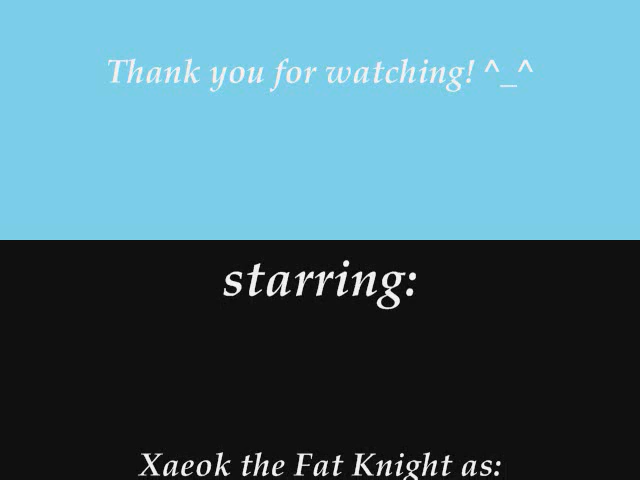 Thank you for watching! ^_^
starring:
Xaeok the Fat Knight as: